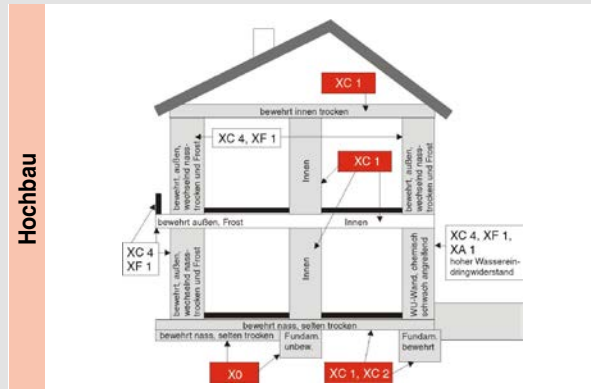 Hochbau
XC 1
bewehrt innen trocken
bewehrt, außen,
wechselnd nass-
trocken und Frost
XC 4, XF 1
Innen
XC 1
bewehrt, außen,
wechselnd nass-
trocken und Frost
bewehrt außen, Frost
Innen
XC 4
XF 1
bewehrt, außen,
wechselnd nass-
trocken und Frost
Innen
WU-Wand, chemisch
schwach angreifend
XC 4, XF 1,
XA 1
hoher Wasserein-
dringwiderstand
bewehrt nass, selten trocken
bewehrt nass, selten trocken
Fundam.
unbew.
Fundam.
bewehrt
X0
XC 1, XC 2